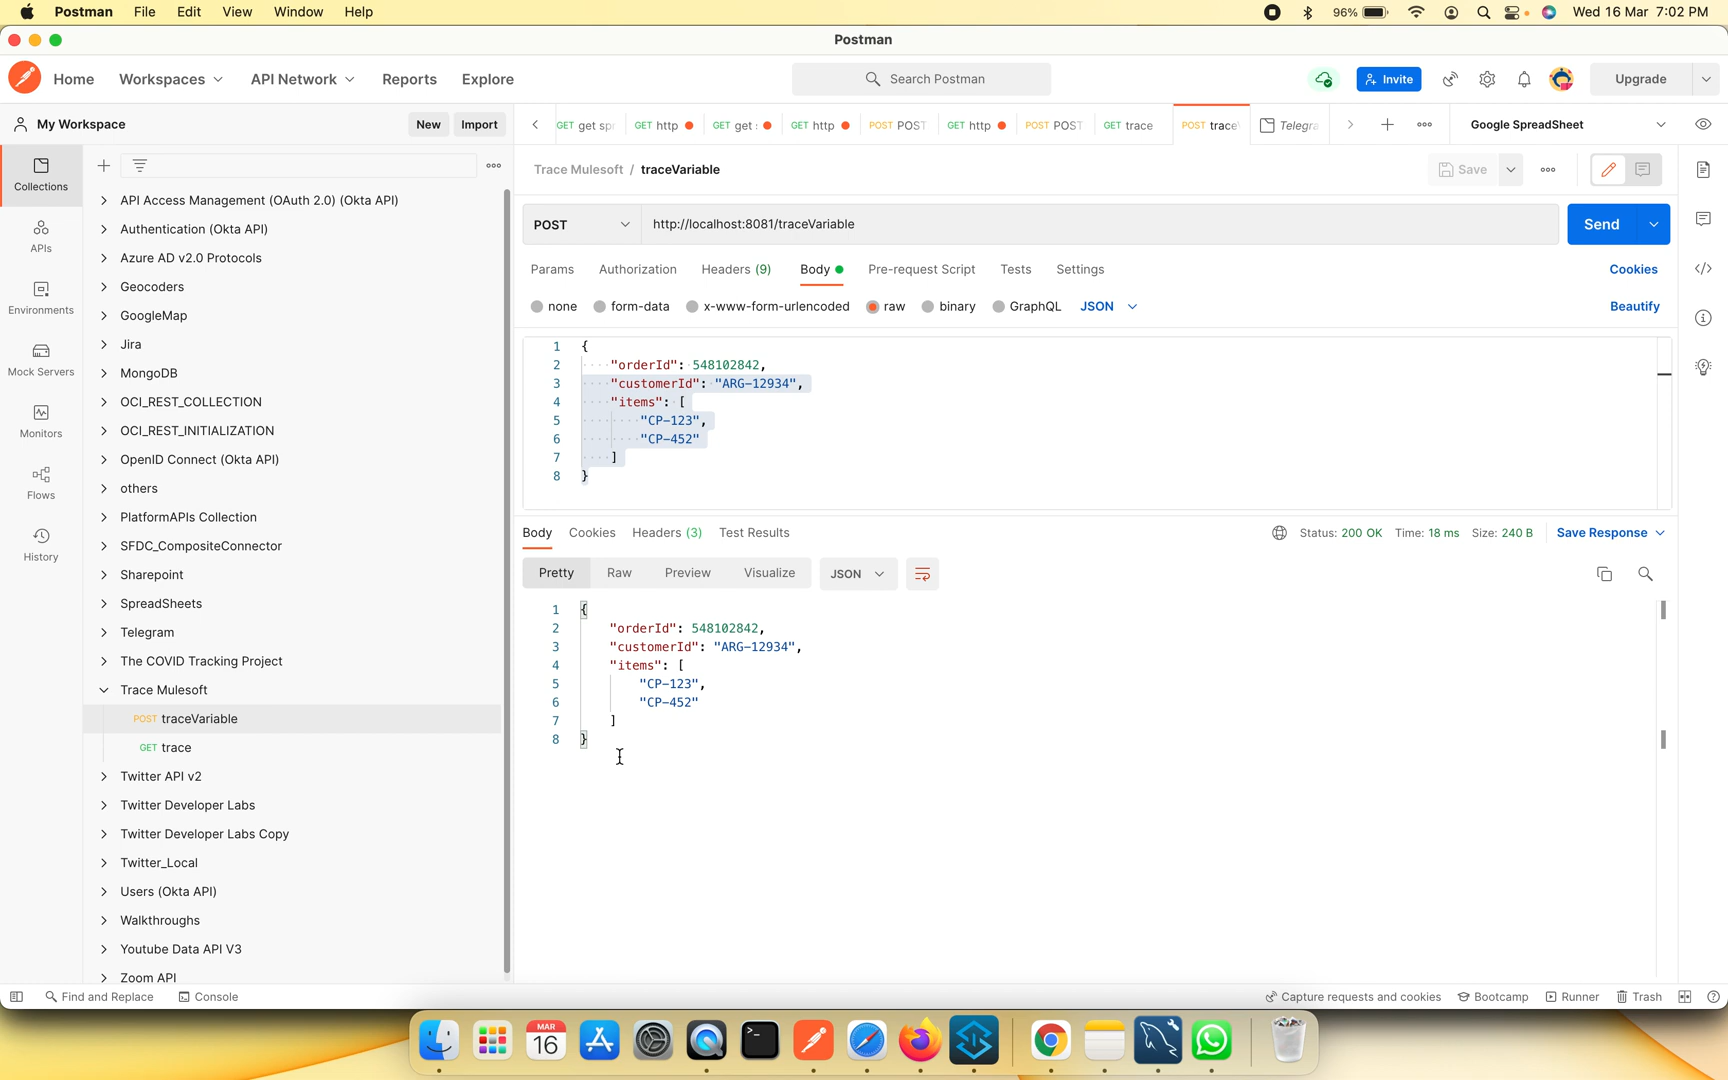 Postman File Edit View Window Help 96% Wed 16 Mar 7:02 PM
Postman
Home Workspaces API Network Reports Explore Search Postman Invite Upgrade
My Workspace New Import
GET get spr GET http GET get s GET http POST POST GET http POST POST GET trace POST trace Telegra Google SpreadSheet
Collections
APIs
Environments
Mock Servers
Monitors
Flows
History
API Access Management (OAuth 2.0) (Okta API)
Authentication (Okta API)
Azure AD v2.0 Protocols
Geocoders
GoogleMap
Jira
MongoDB
OCI_REST_COLLECTION
OCI_REST_INITIALIZATION
OpenID Connect (Okta API)
others
PlatformAPIs Collection
SFDC_CompositeConnector
Sharepoint
SpreadSheets
Telegram
The COVID Tracking Project
Trace Mulesoft
POST traceVariable
GET trace
Twitter API v2
Twitter Developer Labs
Twitter Developer Labs Copy
Twitter_Local
Users (Okta API)
Walkthroughs
Youtube Data API V3
Zoom API
Trace Mulesoft / traceVariable Save
POST http://localhost:8081/traceVariable Send
Params Authorization Headers (9) Body Pre-request Script Tests Settings Cookies
none form-data x-www-form-urlencoded raw binary GraphQL JSON Beautify
1 {
2 "orderId": 548102842,
3 "customerId": "ARG-12934",
4 "items": [
5 "CP-123",
6 "CP-452"
7 ]
8 }
Body Cookies Headers (3) Test Results Status: 200 OK Time: 18 ms Size: 240 B Save Response
Pretty Raw Preview Visualize JSON
1 {
2 "orderId": 548102842,
3 "customerId": "ARG-12934",
4 "items": [
5 "CP-123",
6 "CP-452"
7 ]
8 }
Find and Replace Console Capture requests and cookies Bootcamp Runner Trash
MAR
16